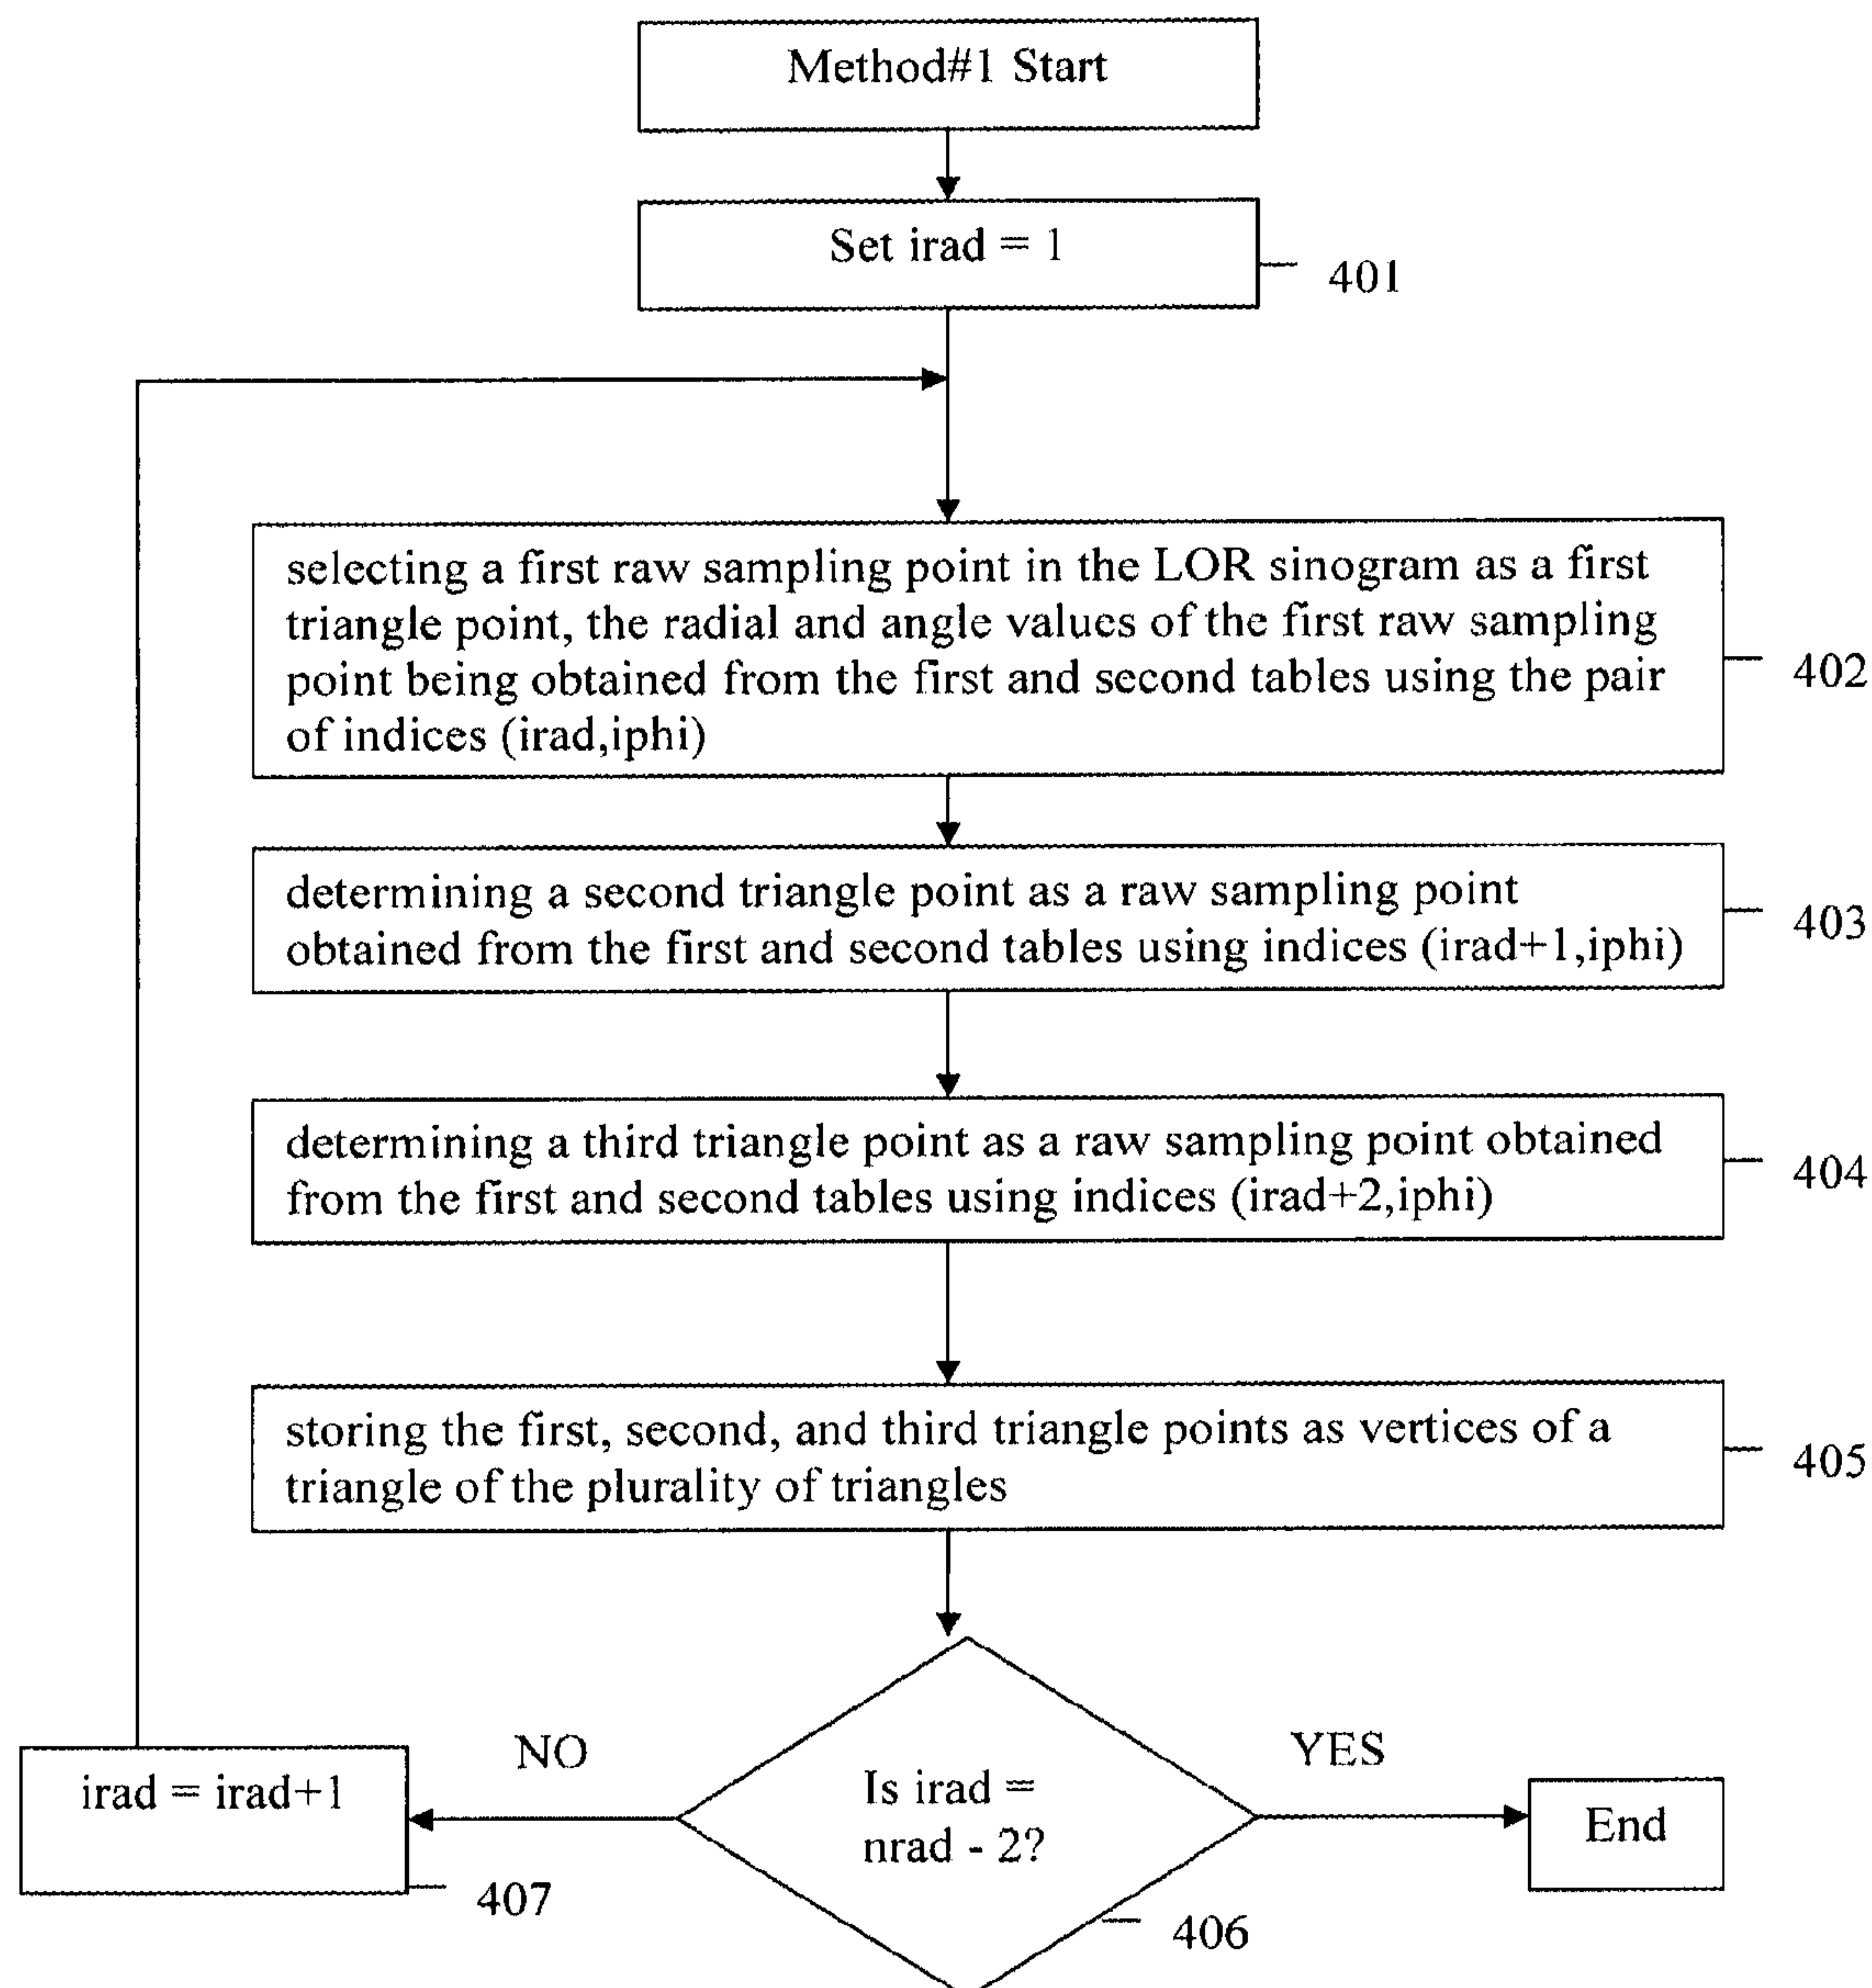 Method#1 Start
Set irad = 1
401
selecting a first raw sampling point in the LOR sinogram as a first
triangle point, the radial and angle values of the first raw sampling
point being obtained from the first and second tables using the pair
of indices (irad,iphi)
402
determining a second triangle point as a raw sampling point
obtained from the first and second tables using indices (irad+1,iphi)
403
determining a third triangle point as a raw sampling point obtained
from the first and second tables using indices (irad+2,iphi)
404
storing the first, second, and third triangle points as vertices of a
triangle of the plurality of triangles
405
NO
YES
irad = irad+1
Is irad =
nrad - 2?
End
407
406